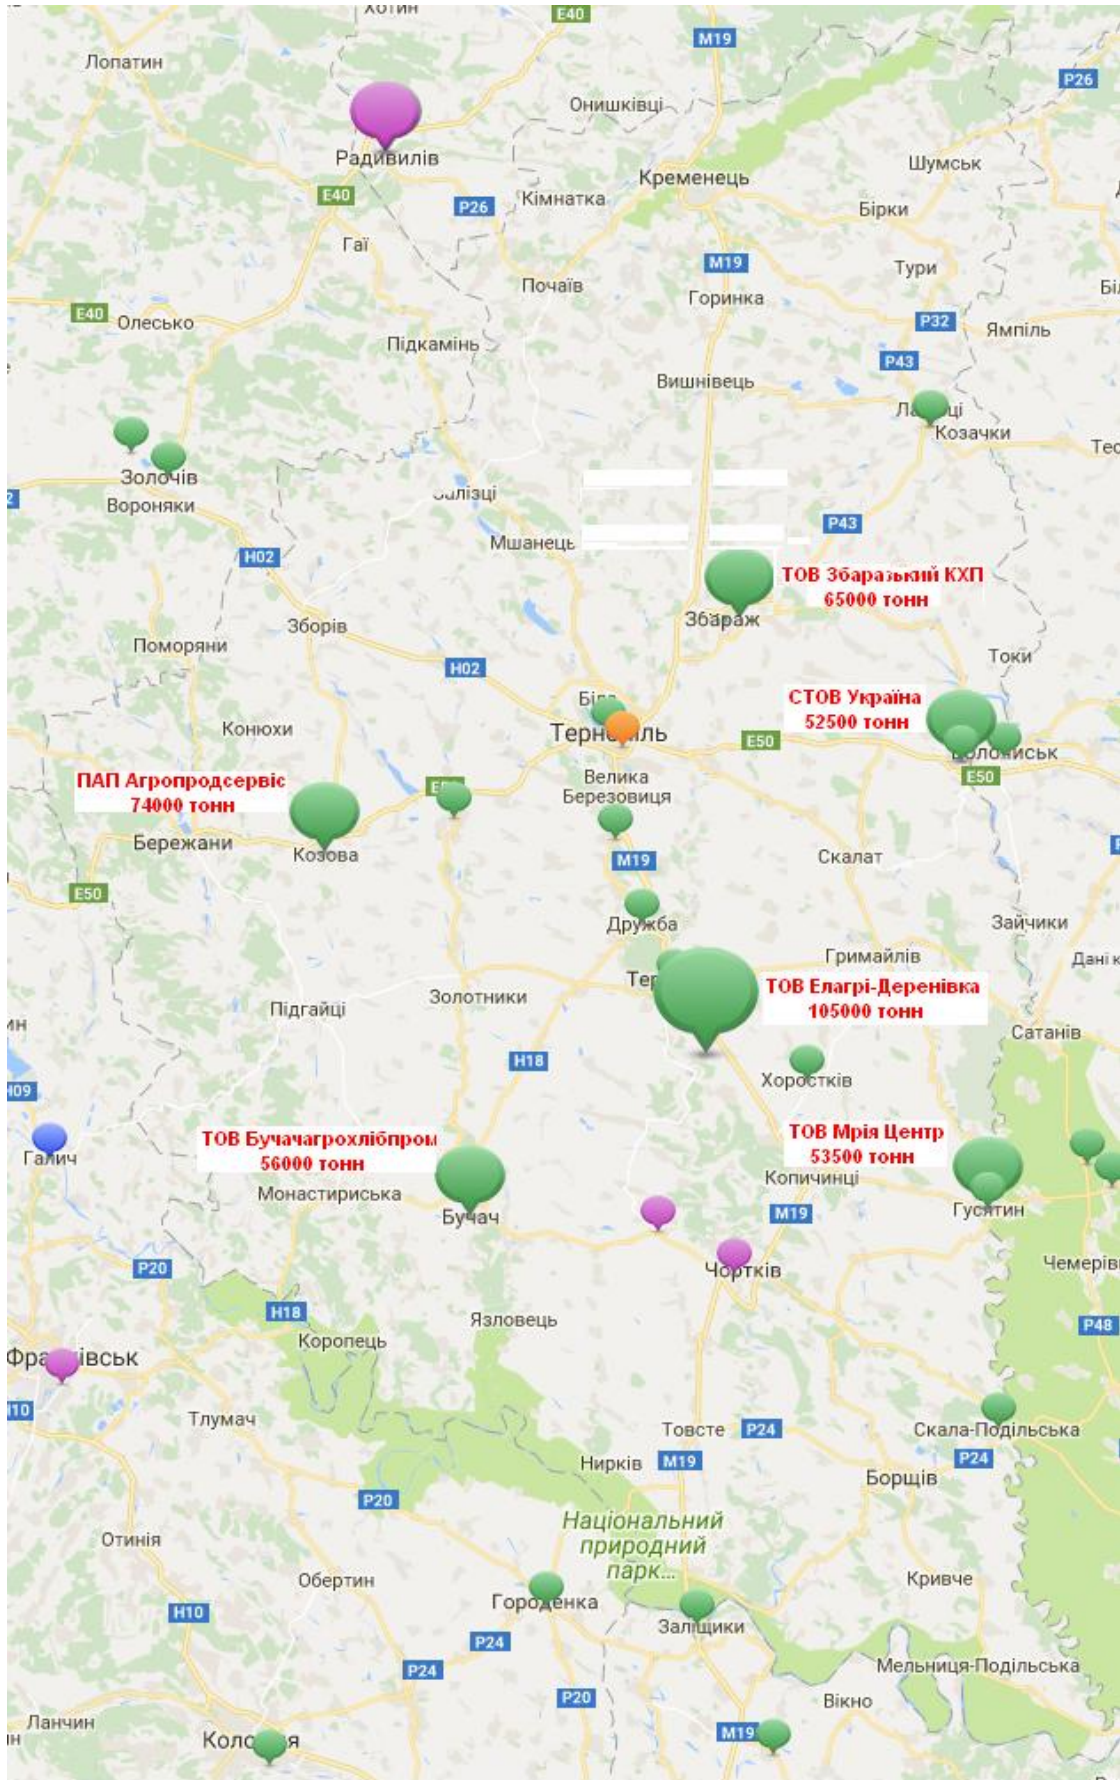 Хотин
E40
M19
Лопатин
P26
Онишківці
Радивилів
Шумськ
Кременець
E40
P26
Кімнатка
Бірки
Гаї
M19
Тури
Почаїв
Горинка
E40
Олесько
P32
Ямпіль
Підкамінь
P43
Вишнівець
Козачки
Золочів
Вороняки
P43
Мшанець
H02
ТОВ Збаразький КХП
65000 тонн
Збараж
Зборів
Поморяни
H02
Токи
СТОВ Україна
52500 тонн
Конюхи
Тернопіль
E50
E50
ПАП Агропродсервіс
74000 тонн
Велика
Березовиця
Бережани
Козова
M19
Скалат
E50
Зайчики
Дружба
Гримайлів
ТОВ Елагрі-Деренівка
105000 тонн
Золотники
Підгайці
Сатанів
H18
Хоростків
ТОВ Бучачагрохлібпром
56000 тонн
ТОВ Мрія Центр
53500 тонн
Галич
Монастириська
Копичинці
Бучач
M19
Гусятин
P20
Чортків
H18
Язловець
P48
Коропець
Тлумач
Товсте
P24
Скала-Подільська
Нирків
M19
P24
Борщів
P20
Національний
природний
парк...
Отинія
Обертин
Кривче
Городенка
H10
Заліщики
P24
P24
Мельниця-Подільська
P20
Вікно
Ланчин
M19